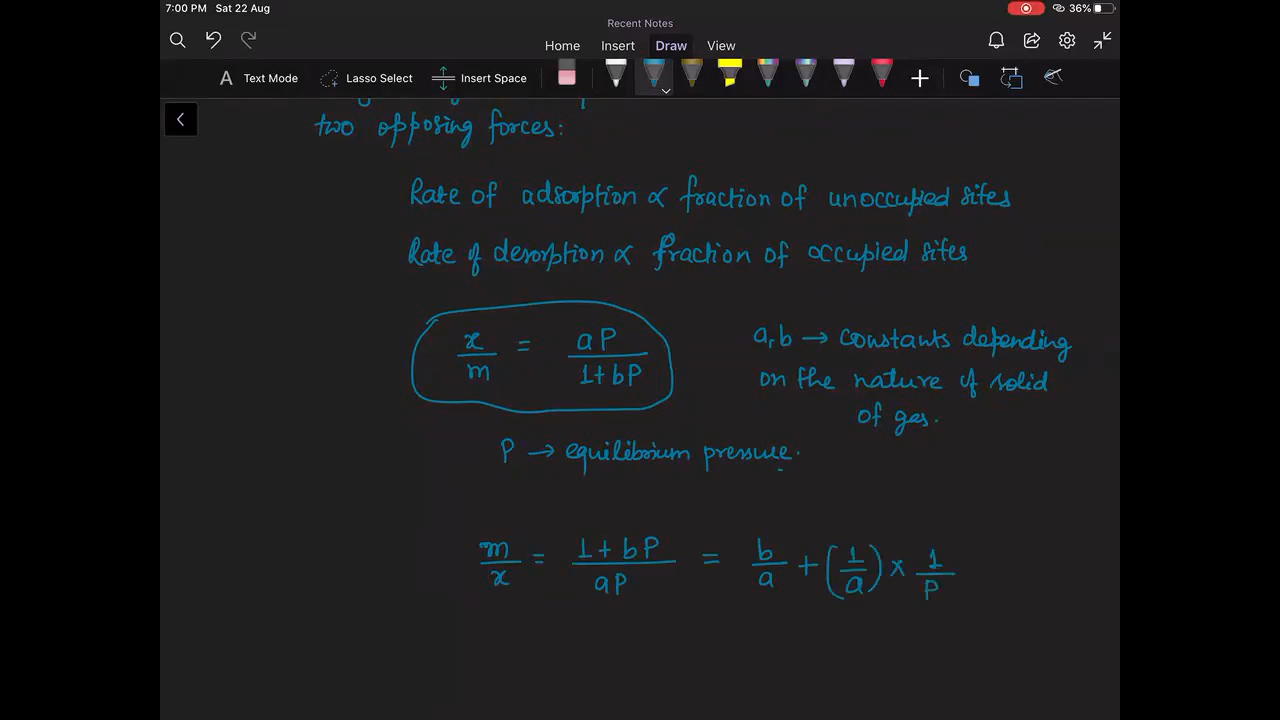 7:00 PM Sat 22 Aug
36%
Recent Notes
Home Insert Draw View
A Text Mode Lasso Select Insert Space
two opposing forces:
Rate of adsorption ∝ fraction of unoccupied sites
Rate of desorption ∝ fraction of occupied sites
x/m = aP/(1+bP)
a, b → constants depending
on the nature of solid
of gas.
P → equilibrium pressure.
m/x = (1+bP)/aP = b/a + (1/a) × 1/P